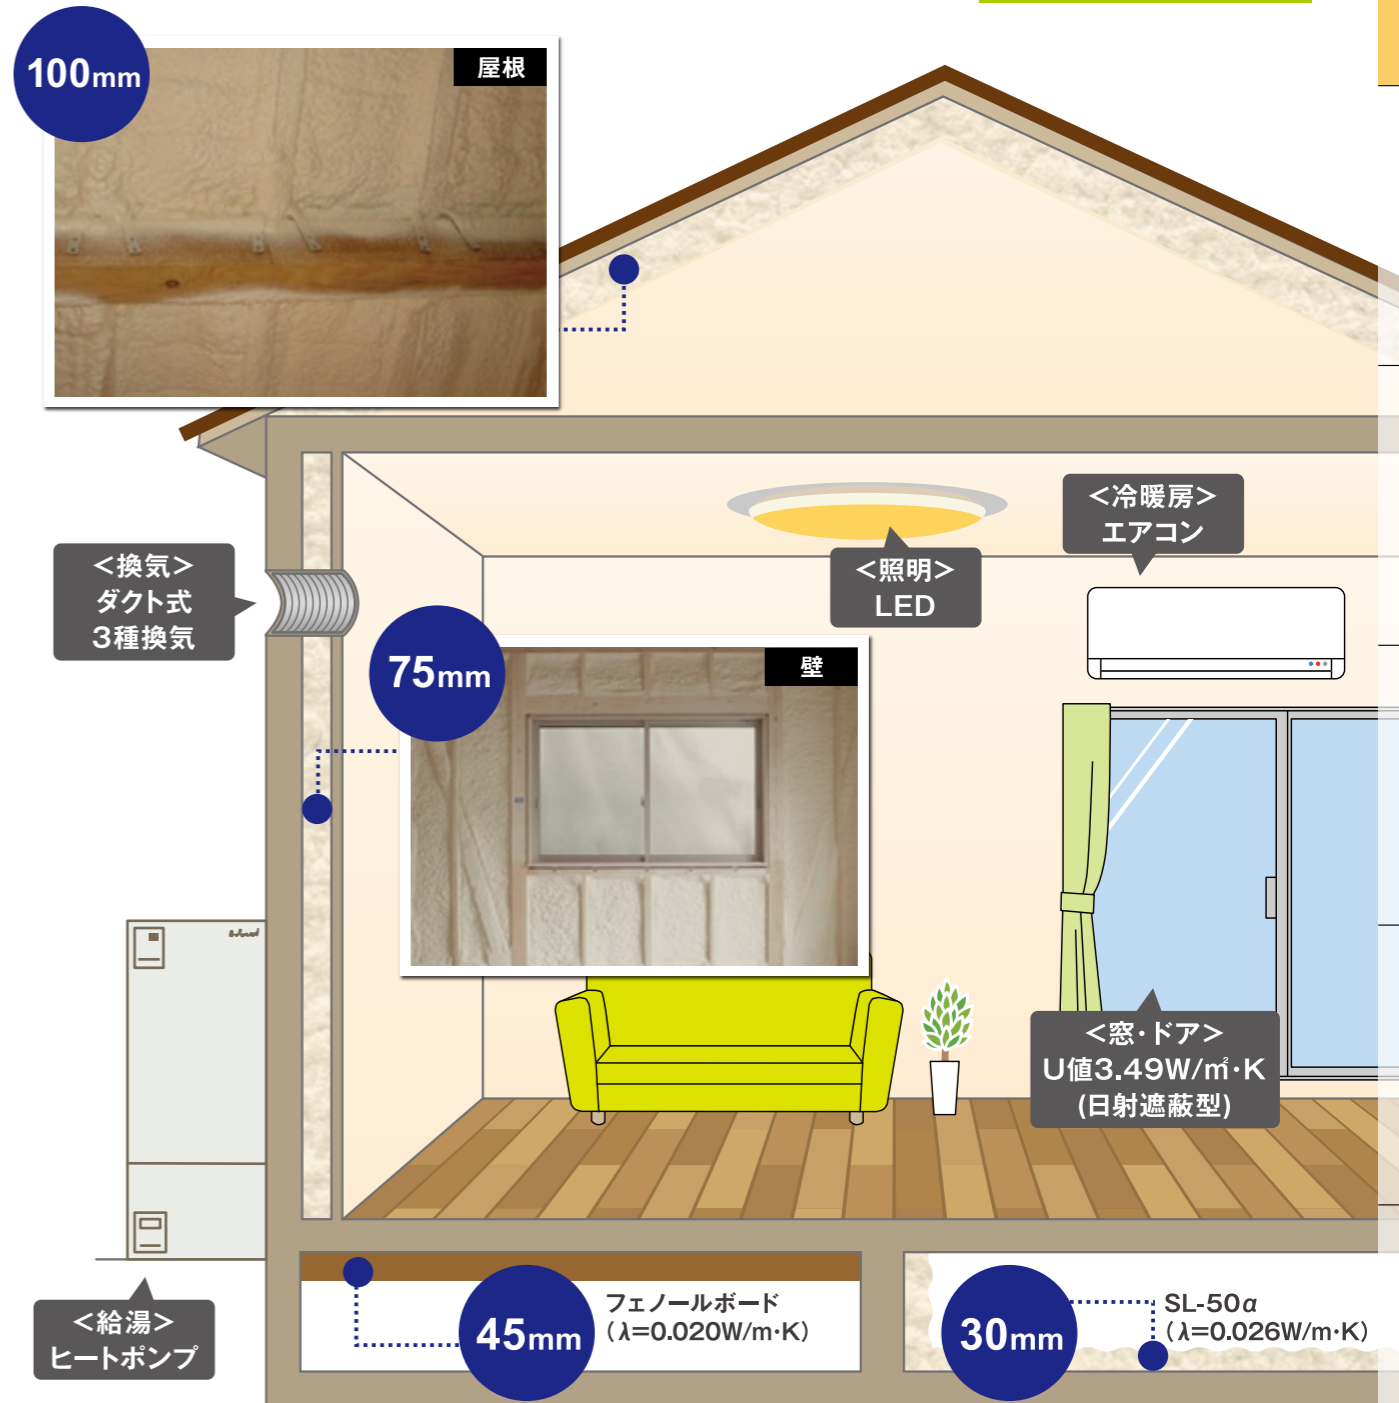 100mm
屋根
＜冷暖房＞
エアコン
＜照明＞
LED
＜換気＞
ダクト式
3種換気
75mm
壁
＜窓・ドア＞
U値3.49W/㎡・K
(日射遮蔽型)
＜給湯＞
ヒートポンプ
45mm
フェノールボード
(λ=0.020W/m・K)
30mm
SL-50α
(λ=0.026W/m・K)